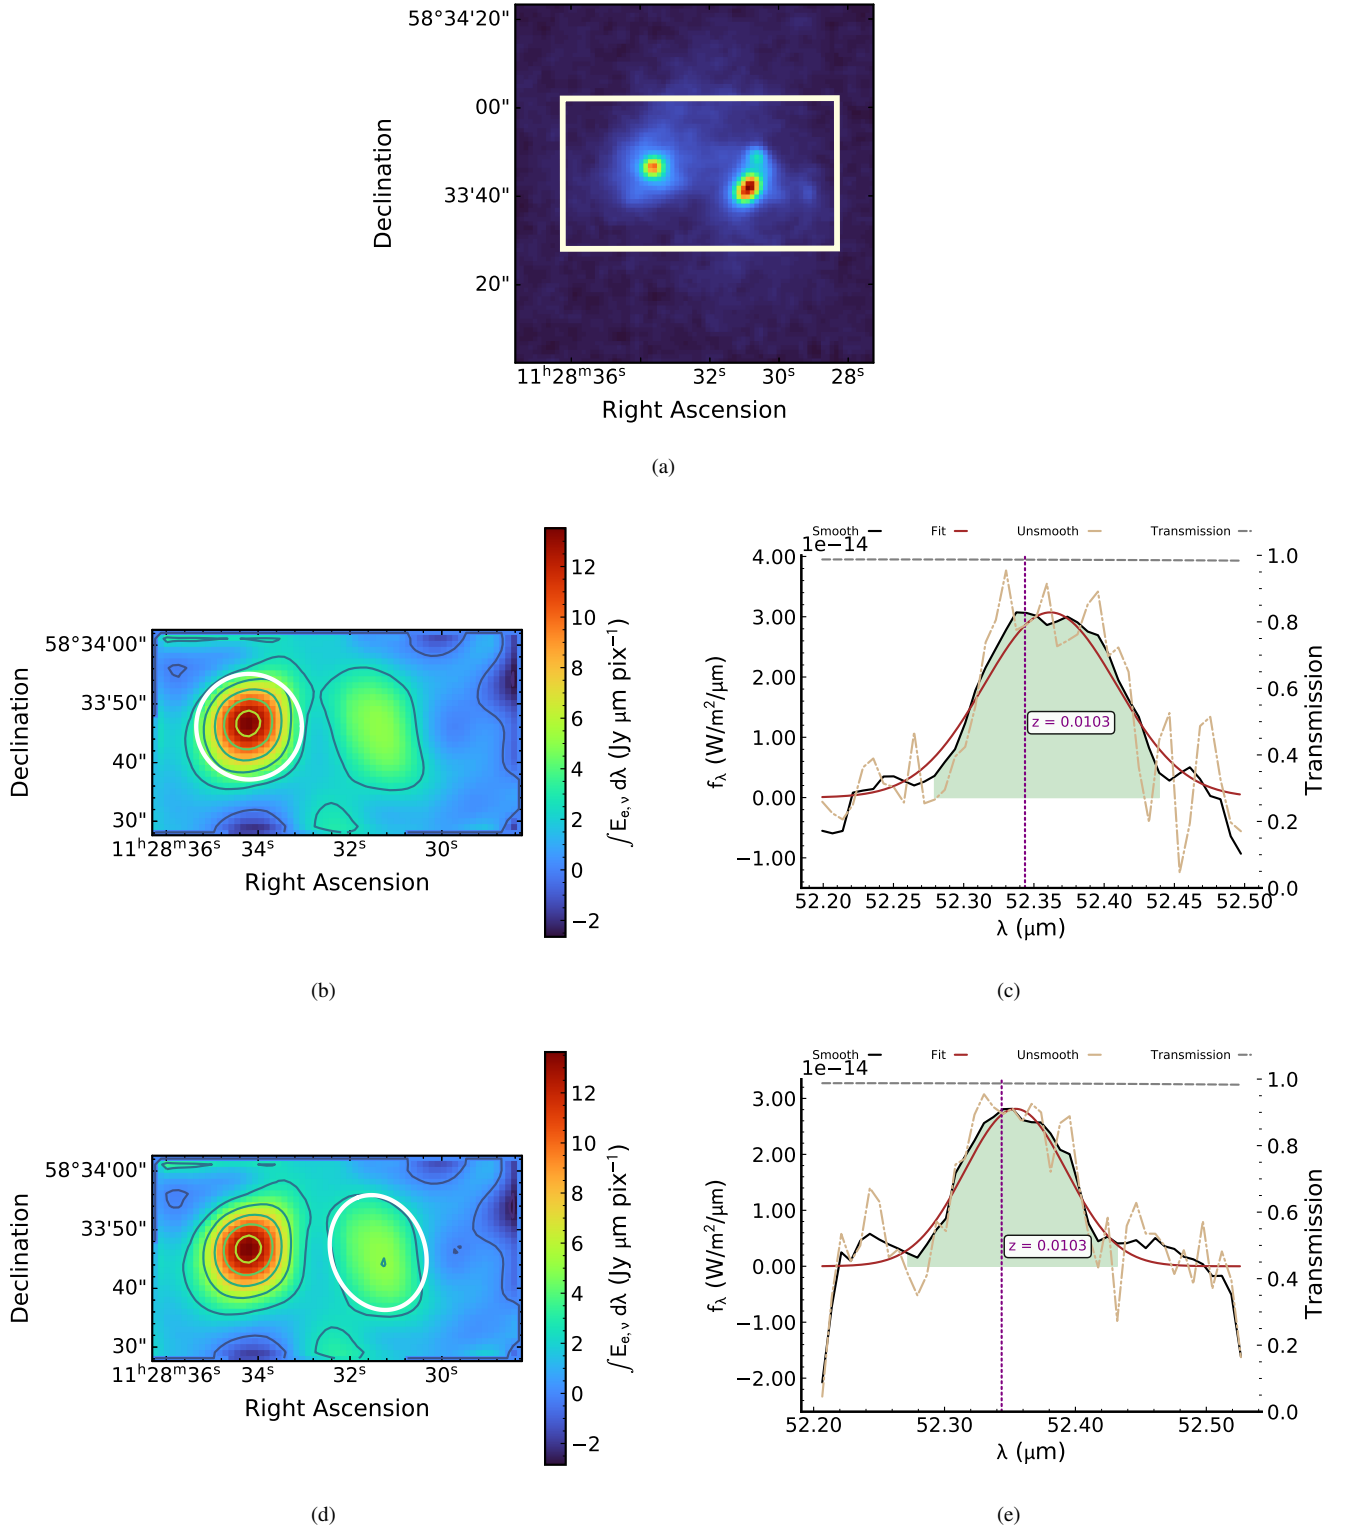 58°34'20"
00"
33'40"
20"
Declination
11ʰ28ᵐ36ˢ 32ˢ 30ˢ 28ˢ
Right Ascension
(a)
58°34'00"
33'50"
40"
30"
Declination
11ʰ28ᵐ36ˢ 34ˢ 32ˢ 30ˢ
Right Ascension
12
10
8
6
4
2
0
−2
∫E_{e, ν} dλ (Jy μm pix⁻¹)
(b)
Smooth Fit Unsmooth Transmission
1e−14
4.00
3.00
2.00
1.00
0.00
−1.00
f_λ (W/m²/μm)
z = 0.0103
1.0
0.8
0.6
0.4
0.2
0.0
Transmission
52.20 52.25 52.30 52.35 52.40 52.45 52.50
λ (μm)
(c)
58°34'00"
33'50"
40"
30"
Declination
11ʰ28ᵐ36ˢ 34ˢ 32ˢ 30ˢ
Right Ascension
12
10
8
6
4
2
0
−2
∫E_{e, ν} dλ (Jy μm pix⁻¹)
(d)
Smooth Fit Unsmooth Transmission
1e−14
3.00
2.00
1.00
0.00
−1.00
−2.00
f_λ (W/m²/μm)
z = 0.0103
1.0
0.8
0.6
0.4
0.2
0.0
Transmission
52.20 52.30 52.40 52.50
λ (μm)
(e)